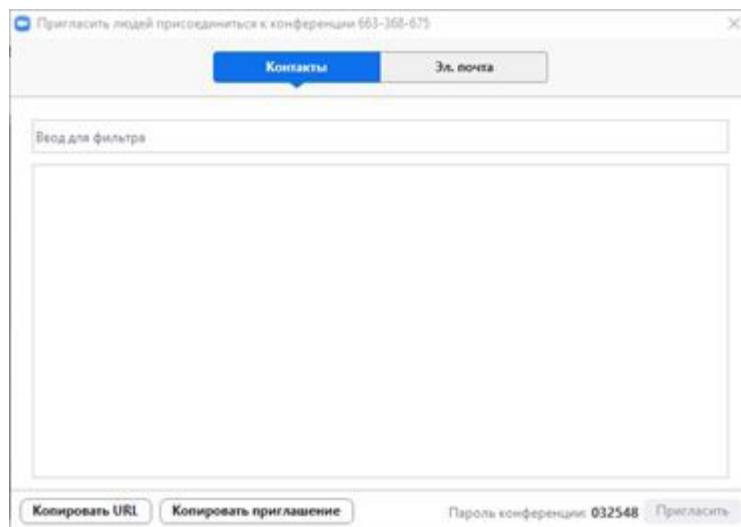 Пригласить людей присоединиться к конференции 663-368-675
Контакты
Эл. почта
Ввод для фильтра
Копировать URL
Копировать приглашение
Пароль конференции: 032548
Пригласить